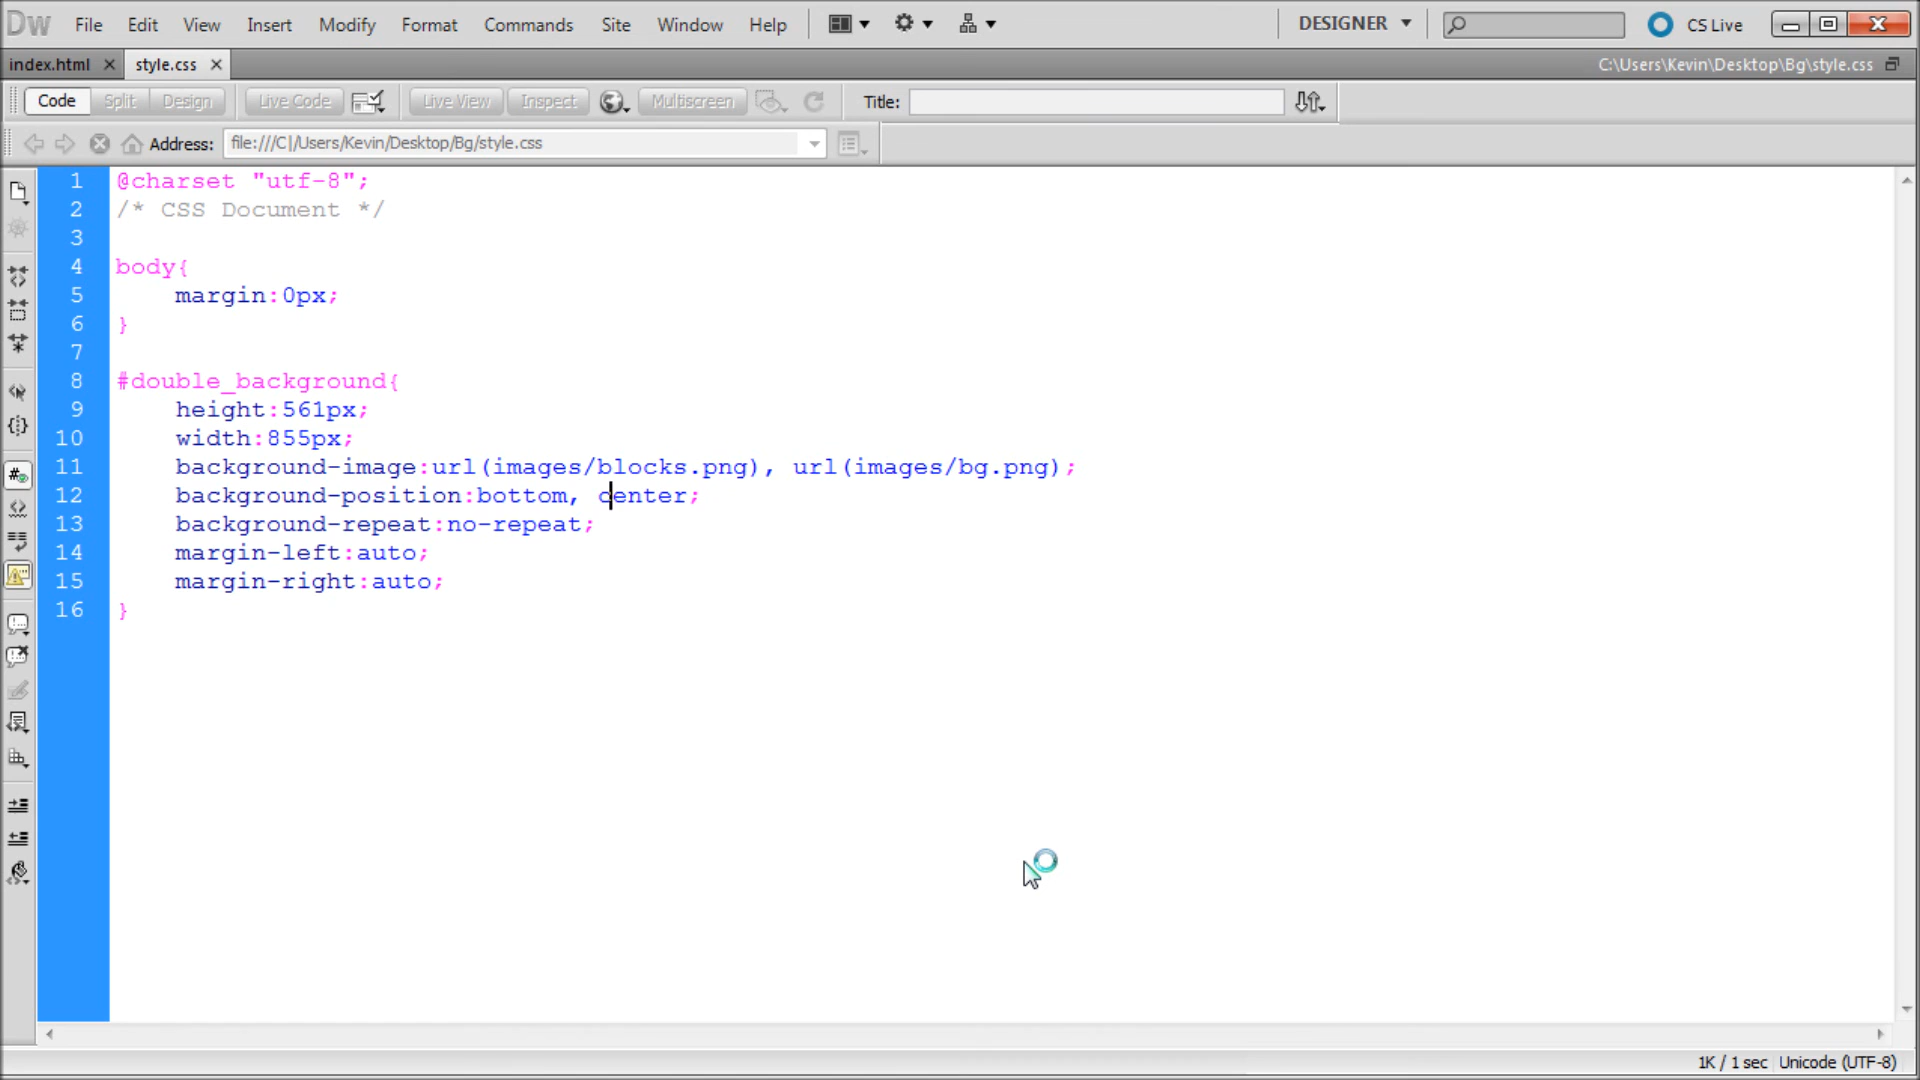 Dw File Edit View Insert Modify Format Commands Site Window Help DESIGNER CS Live
index.html style.css C:\Users\Kevin\Desktop\Bg\style.css
Code Split Design Live Code Live View Inspect Multiscreen Title:
Address: file:///C|/Users/Kevin/Desktop/Bg/style.css
1 @charset "utf-8";
2 /* CSS Document */
3
4 body{
5 margin:0px;
6 }
7
8 #double_background{
9 height:561px;
10 width:855px;
11 background-image:url(images/blocks.png), url(images/bg.png);
12 background-position:bottom, center;
13 background-repeat:no-repeat;
14 margin-left:auto;
15 margin-right:auto;
16 }
1K / 1 sec Unicode (UTF-8)